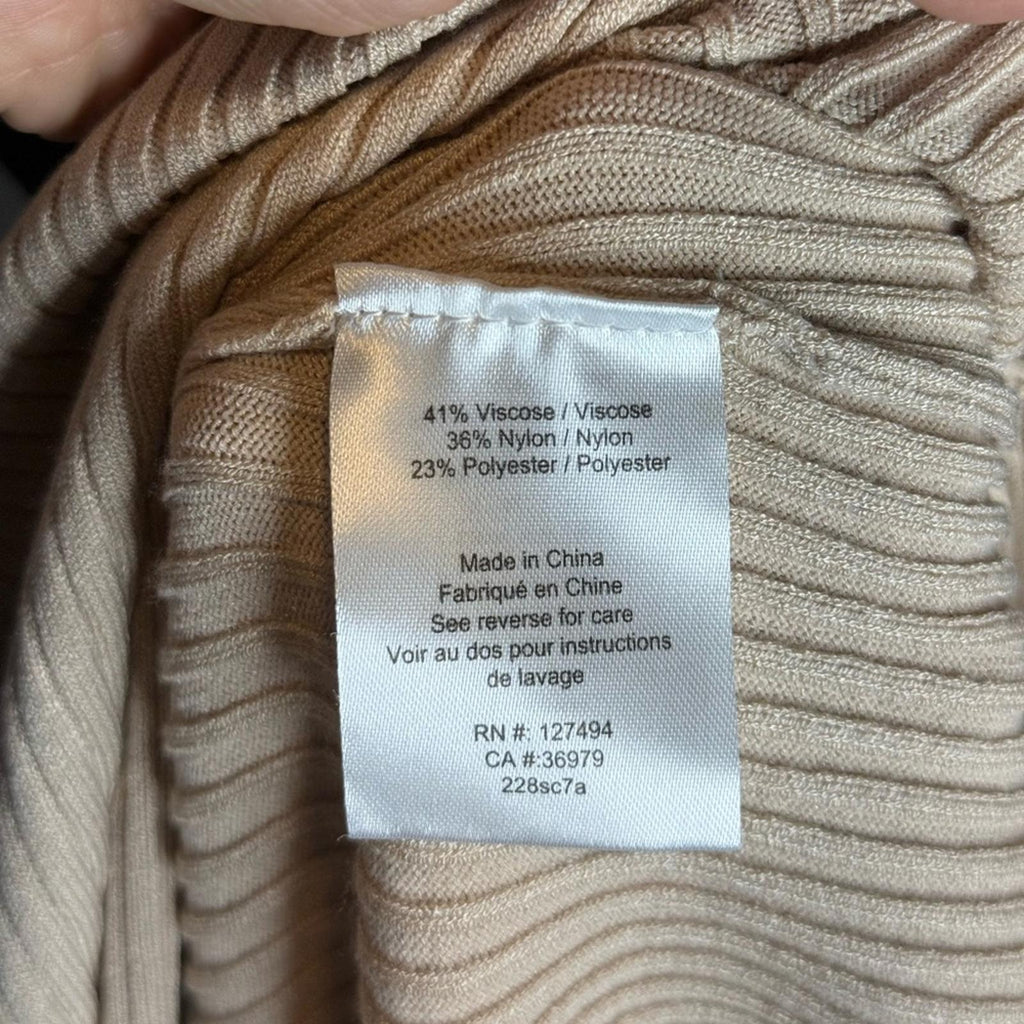 41% Viscose / Viscose
36% Nylon / Nylon
23% Polyester / Polyester
Made in China
Fabriqué en Chine
See reverse for care
Voir au dos pour instructions
de lavage
RN #: 127494
CA #:36979
228sc7a